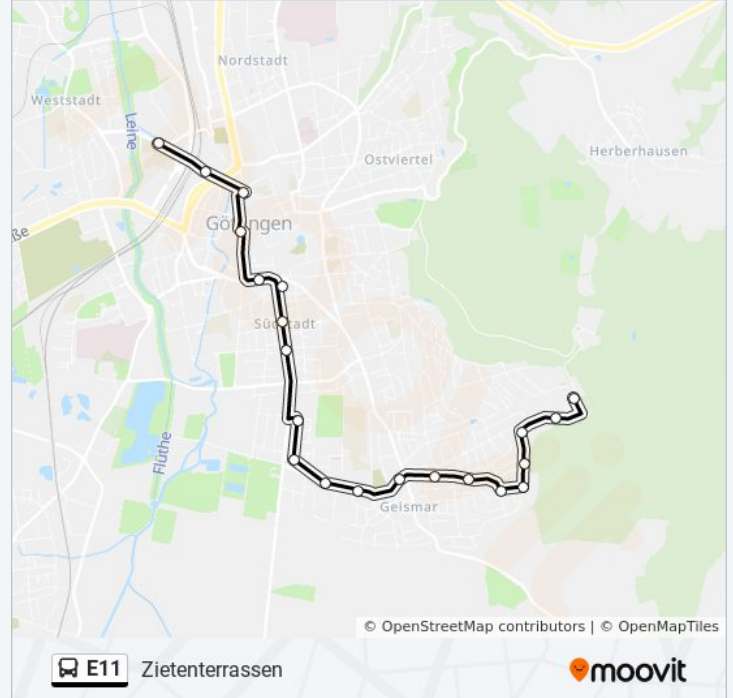 Nordstadt
Weststadt
Leine
Ostviertel
Herberhausen
Göttingen
ße
Südstadt
Flüthe
Geismar
© OpenStreetMap contributors | © OpenMapTiles
E11 Zietenterrassen moovit